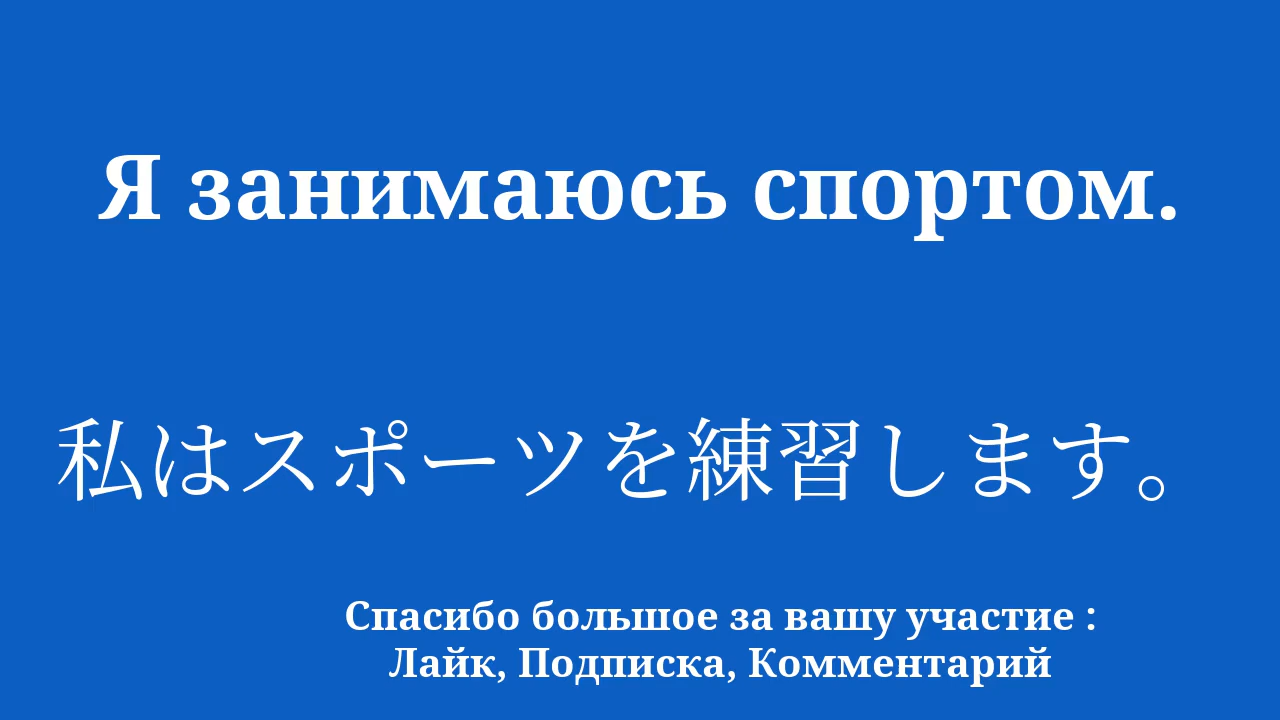 Я занимаюсь спортом.
私はスポーツを練習します。
Спасибо большое за вашу участие :
Лайк, Подписка, Комментарий